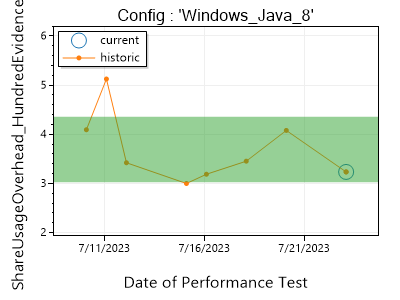 Config : 'Windows_Java_8'
ShareUsageOverhead_HundredEvidence
6
5
4
3
2
current
historic
7/11/2023
7/16/2023
7/21/2023
Date of Performance Test